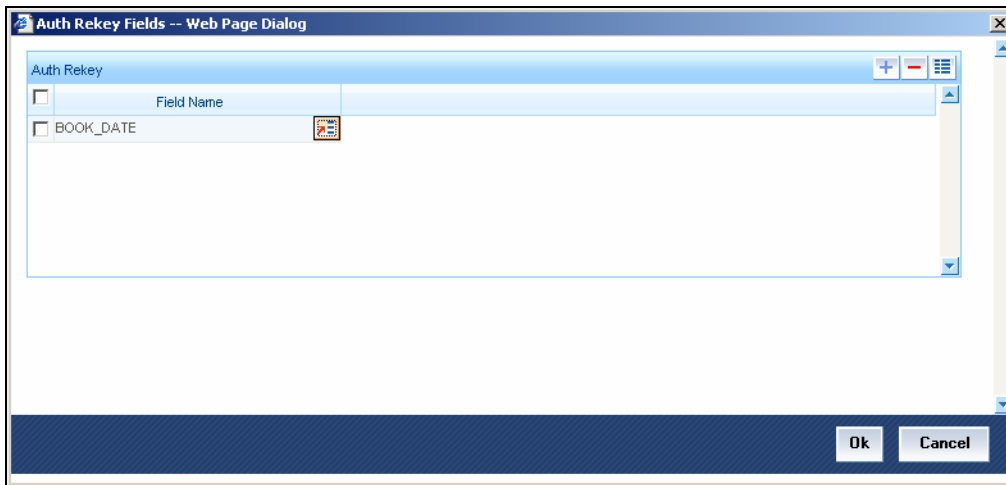 Auth Rekey Fields -- Web Page Dialog
Auth Rekey
Field Name
BOOK_DATE
Ok Cancel